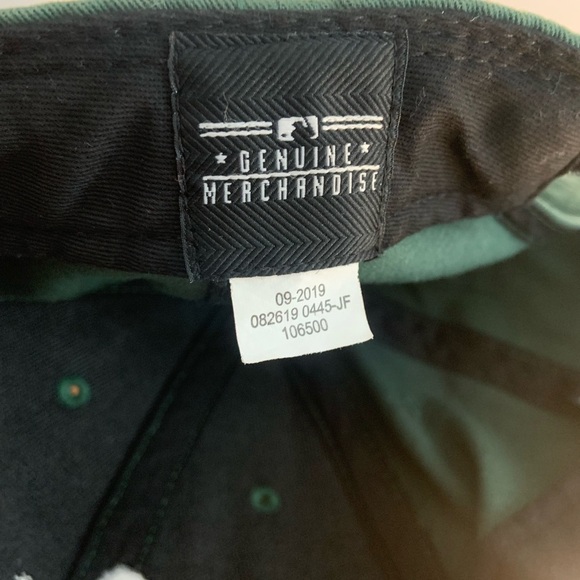 GENUINE
MERCHANDISE
09-2019
082619 0445-JF
106500